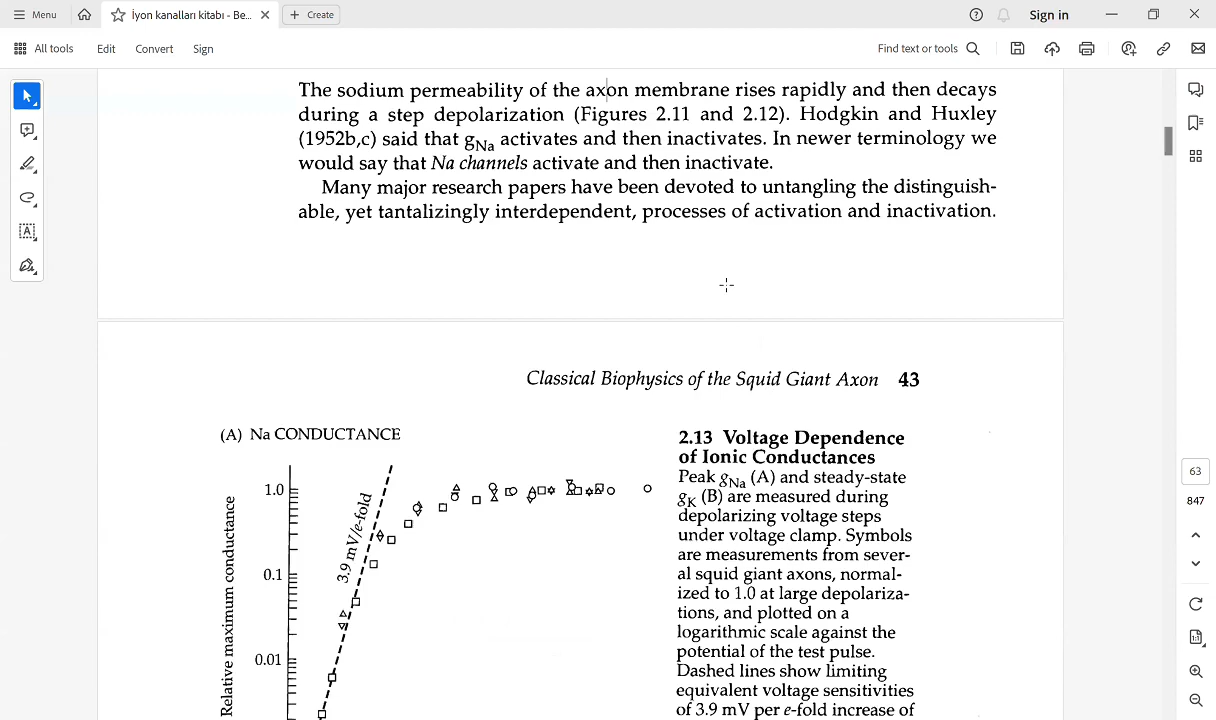 Menu
İyon kanalları kitabı - Be...
Create
Sign in
All tools
Edit
Convert
Sign
Find text or tools
The sodium permeability of the axon membrane rises rapidly and then decays
during a step depolarization (Figures 2.11 and 2.12). Hodgkin and Huxley
(1952b,c) said that gNa activates and then inactivates. In newer terminology we
would say that Na channels activate and then inactivate.
Many major research papers have been devoted to untangling the distinguish-
able, yet tantalizingly interdependent, processes of activation and inactivation.
Classical Biophysics of the Squid Giant Axon 43
(A) Na CONDUCTANCE
Relative maximum conductance
1.0
0.1
0.01
3.9 mV/e-fold
2.13 Voltage Dependence
of Ionic Conductances
Peak gNa (A) and steady-state
gK (B) are measured during
depolarizing voltage steps
under voltage clamp. Symbols
are measurements from sever-
al squid giant axons, normal-
ized to 1.0 at large depolariza-
tions, and plotted on a
logarithmic scale against the
potential of the test pulse.
Dashed lines show limiting
equivalent voltage sensitivities
of 3.9 mV per e-fold increase of
63
847
1:1